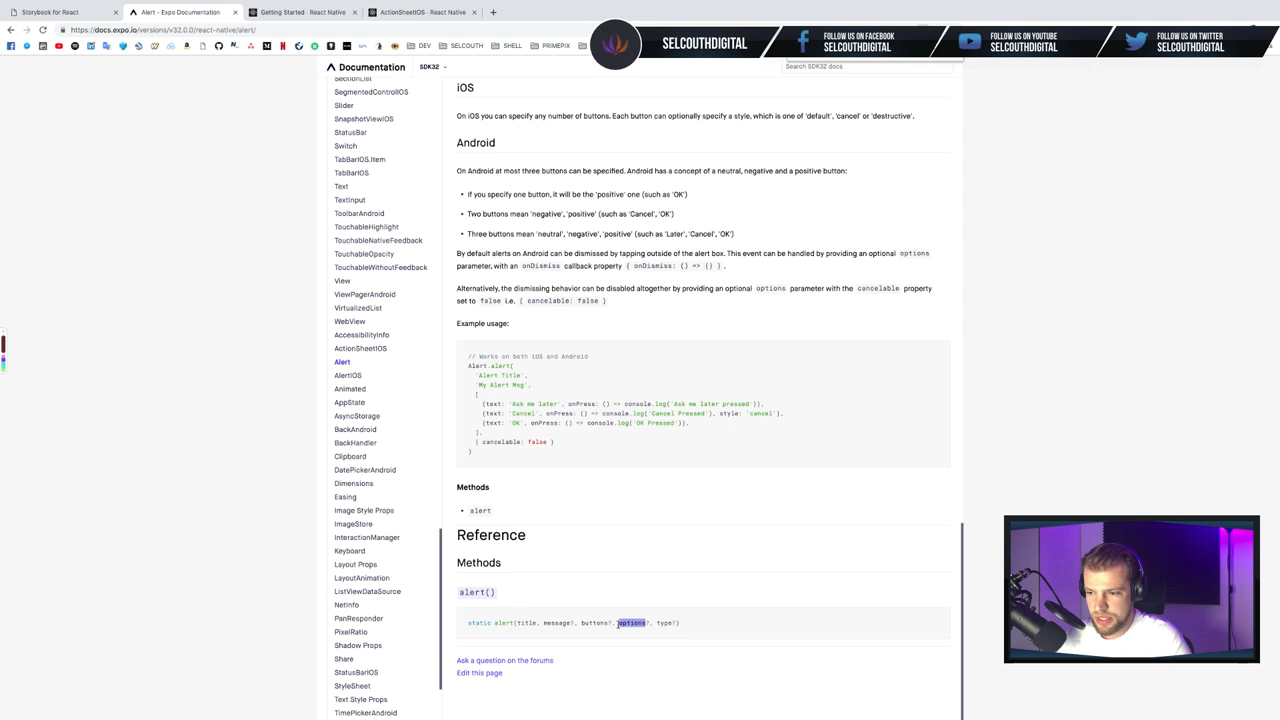 Storybook for React
Alert - Expo Documentation
Getting Started · React Native
ActionSheetIOS · React Native
https://docs.expo.io/versions/v32.0.0/react-native/alert/
DEV
SELCOUTH
SHELL
PRIMEPIX
SELCOUTHDIGITAL
FOLLOW US ON FACEBOOK
SELCOUTHDIGITAL
FOLLOW US ON YOUTUBE
SELCOUTHDIGITAL
FOLLOW US ON TWITTER
SELCOUTHDIGITAL
Documentation
SDK32
Search SDK32 docs
SectionList
SegmentedControlIOS
Slider
SnapshotViewIOS
StatusBar
Switch
TabBarIOS.Item
TabBarIOS
Text
TextInput
ToolbarAndroid
TouchableHighlight
TouchableNativeFeedback
TouchableOpacity
TouchableWithoutFeedback
View
ViewPagerAndroid
VirtualizedList
WebView
AccessibilityInfo
ActionSheetIOS
Alert
AlertIOS
Animated
AppState
AsyncStorage
BackAndroid
BackHandler
Clipboard
DatePickerAndroid
Dimensions
Easing
Image Style Props
ImageStore
InteractionManager
Keyboard
Layout Props
LayoutAnimation
ListViewDataSource
NetInfo
PanResponder
PixelRatio
Shadow Props
Share
StatusBarIOS
StyleSheet
Text Style Props
TimePickerAndroid
iOS
On iOS you can specify any number of buttons. Each button can optionally specify a style, which is one of 'default', 'cancel' or 'destructive'.
Android
On Android at most three buttons can be specified. Android has a concept of a neutral, negative and a positive button:
• If you specify one button, it will be the 'positive' one (such as 'OK')
• Two buttons mean 'negative', 'positive' (such as 'Cancel', 'OK')
• Three buttons mean 'neutral', 'negative', 'positive' (such as 'Later', 'Cancel', 'OK')
By default alerts on Android can be dismissed by tapping outside of the alert box. This event can be handled by providing an optional options
parameter, with an onDismiss callback property { onDismiss: () => {} } .
Alternatively, the dismissing behavior can be disabled altogether by providing an optional options parameter with the cancelable property
set to false i.e. { cancelable: false }
Example usage:
// Works on both iOS and Android
Alert.alert(
'Alert Title',
'My Alert Msg',
[
{text: 'Ask me later', onPress: () => console.log('Ask me later pressed')},
{text: 'Cancel', onPress: () => console.log('Cancel Pressed'), style: 'cancel'},
{text: 'OK', onPress: () => console.log('OK Pressed')},
],
{ cancelable: false }
)
Methods
• alert
Reference
Methods
alert()
static alert(title, message?, buttons?, options?, type?)
Ask a question on the forums
Edit this page